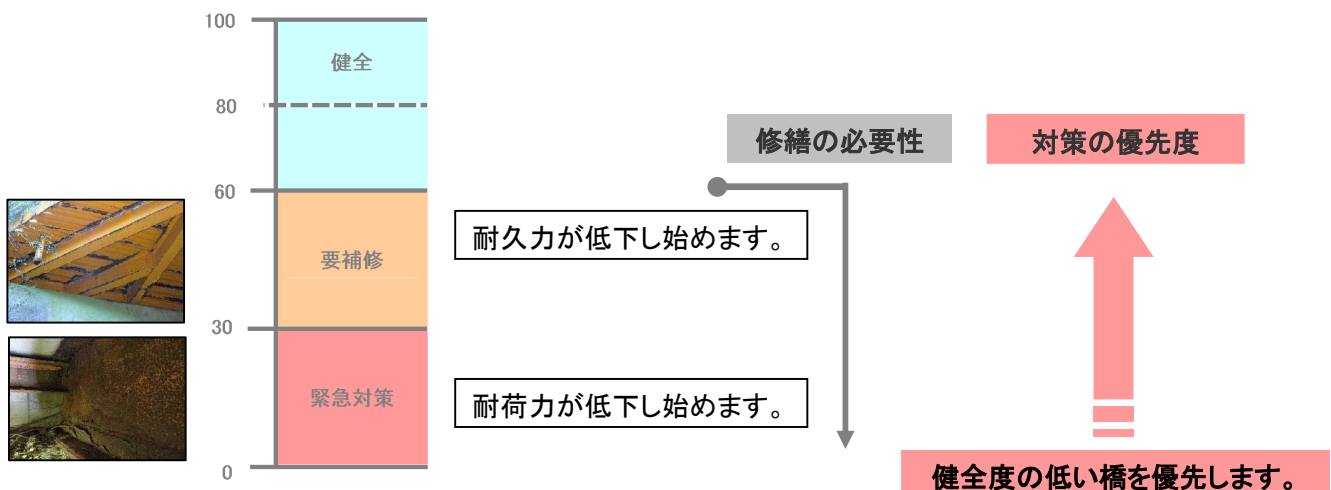 100
健全
80
修繕の必要性
対策の優先度
60
耐久力が低下し始めます。
要補修
30
緊急対策
耐荷力が低下し始めます。
0
健全度の低い橋を優先します。